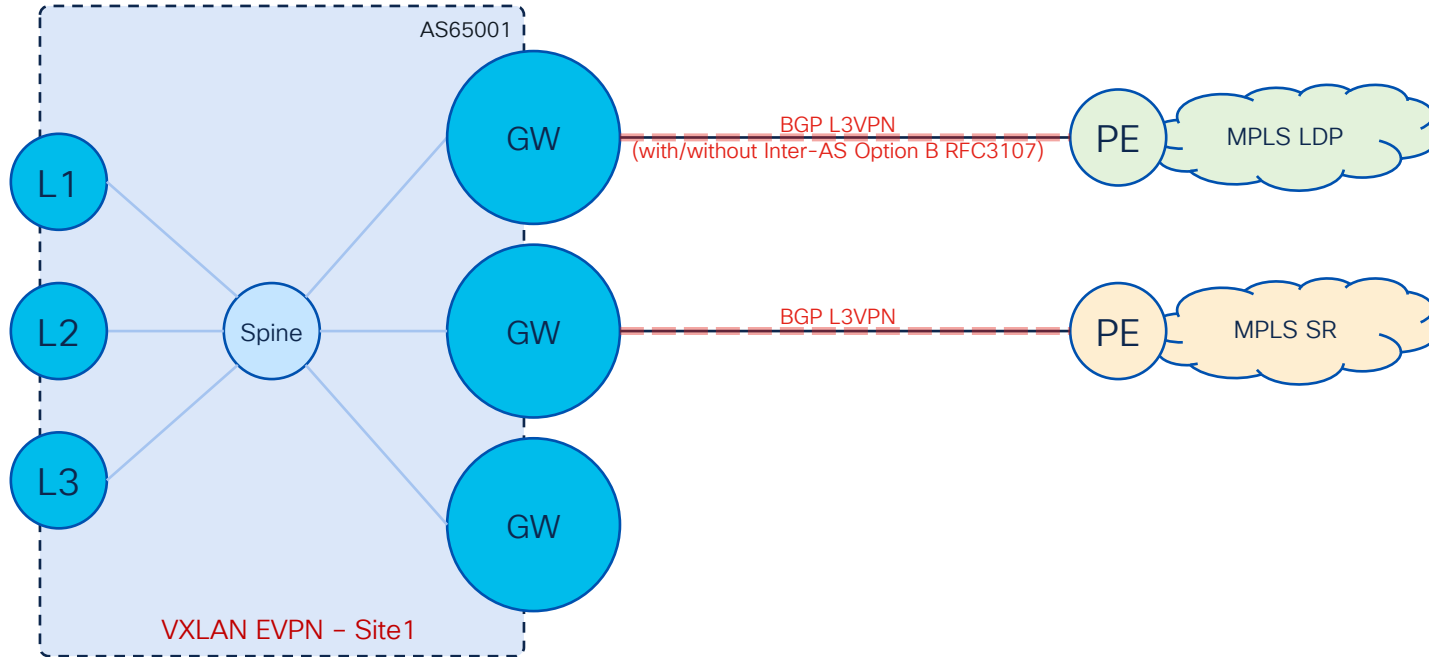 AS65001
GW
BGP L3VPN
(with/without Inter-AS Option B RFC3107)
PE
MPLS LDP
L1
L2
Spine
GW
BGP L3VPN
PE
MPLS SR
L3
GW
VXLAN EVPN – Site1